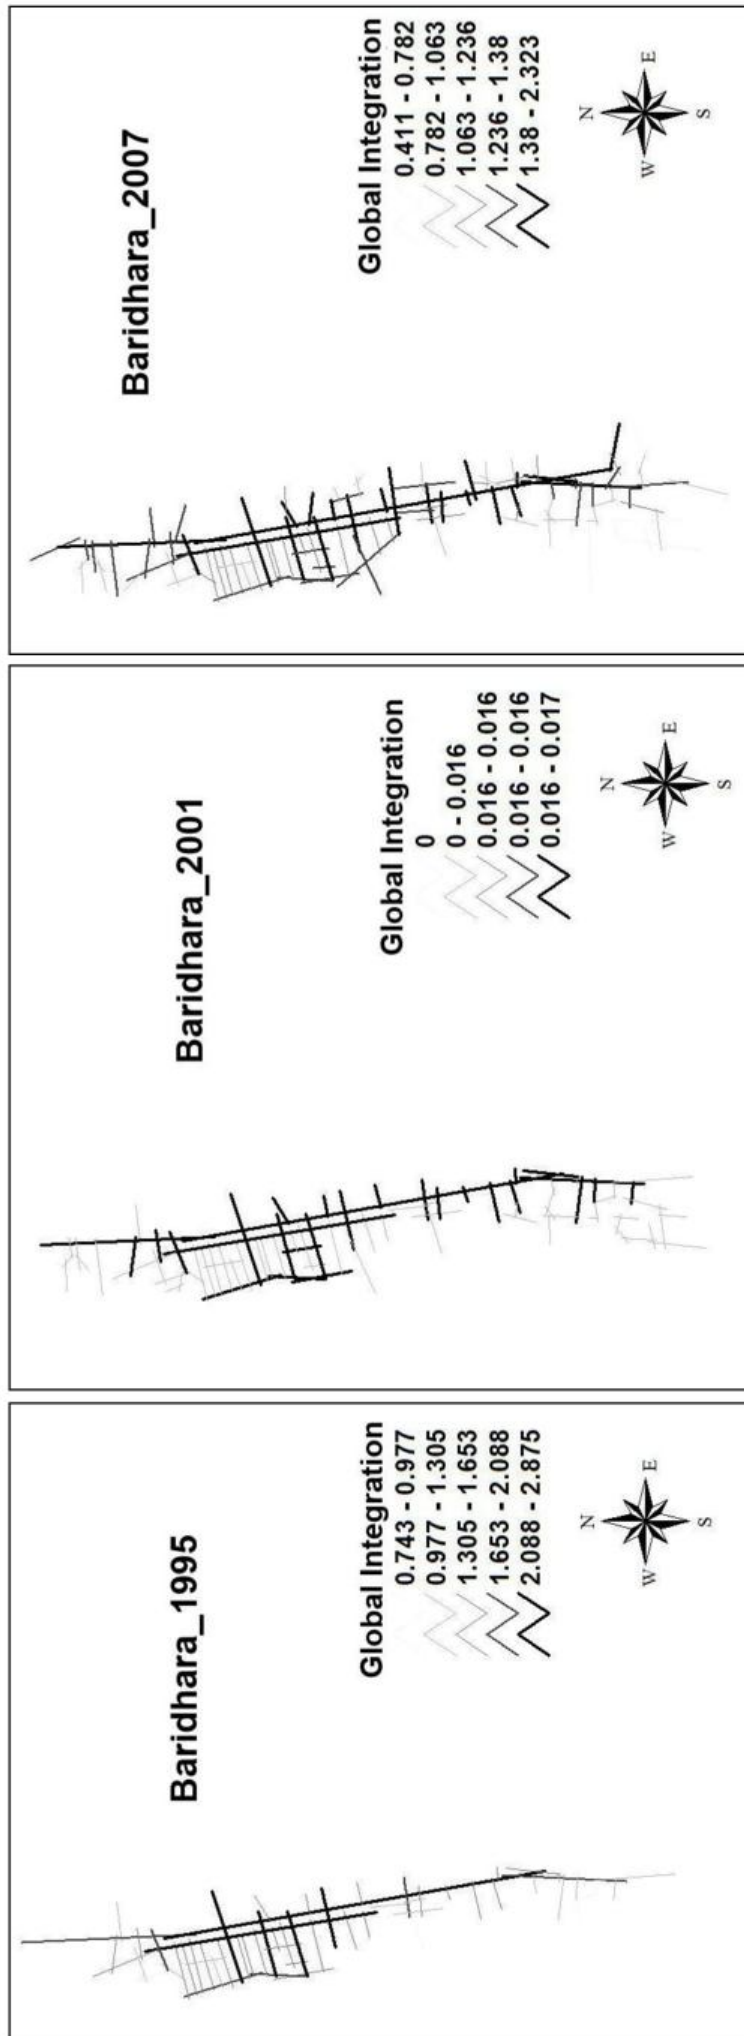 Baridhara_1995
Global Integration
0.743 - 0.977
0.977 - 1.305
1.305 - 1.653
1.653 - 2.088
2.088 - 2.875
N
W E
S
Baridhara_2001
Global Integration
0
0 - 0.016
0.016 - 0.016
0.016 - 0.016
0.016 - 0.017
N
W E
S
Baridhara_2007
Global Integration
0.411 - 0.782
0.782 - 1.063
1.063 - 1.236
1.236 - 1.38
1.38 - 2.323
N
W E
S